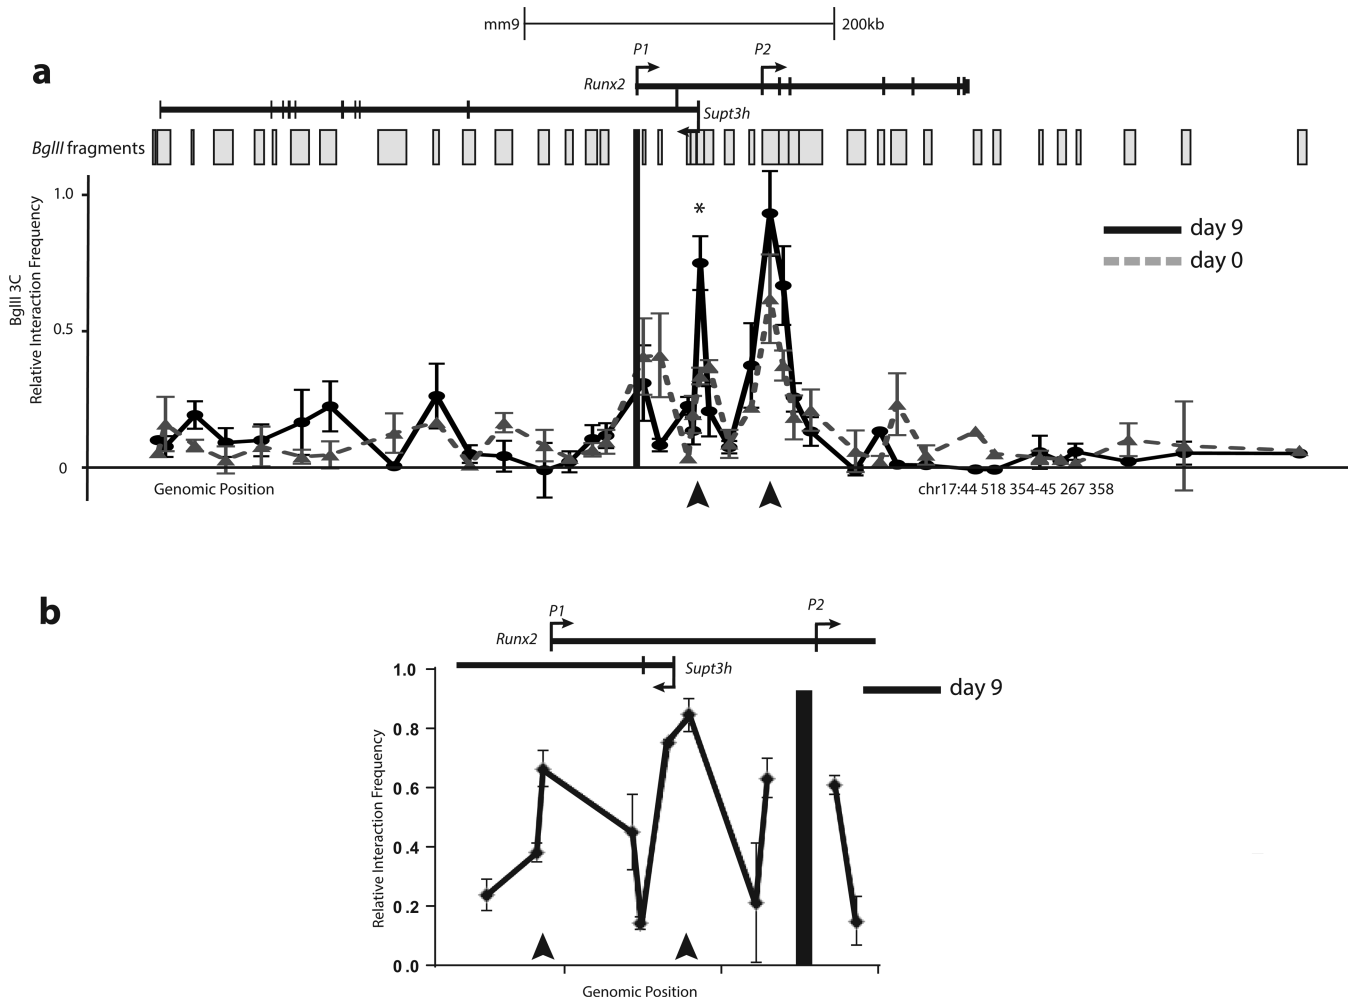 mm9 200kb
a
P1 P2
Runx2
Supt3h
BglII fragments
1.0
*
0.5
0
BglII 3C
Relative Interaction Frequency
day 9
day 0
Genomic Position
chr17:44 518 354-45 267 358
b
P1 P2
Runx2
Supt3h
day 9
1.0
0.8
0.6
0.4
0.2
0.0
Relative Interaction Frequency
Genomic Position